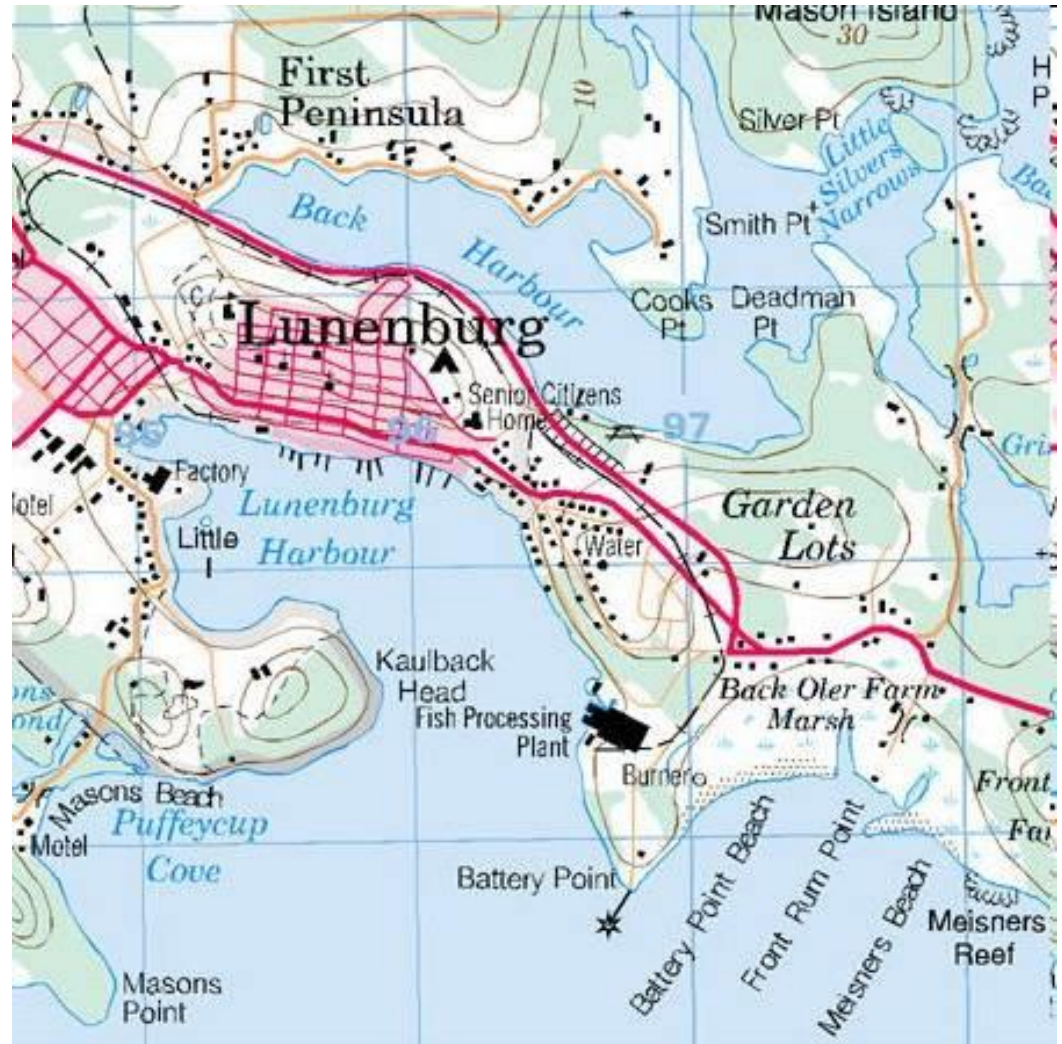 Mason Island
30
First
Peninsula
10
Silver Pt
Little
Silvers
Narrows
Back
Harbour
Smith Pt
Cooks
Pt
Deadman
Pt
Lunenburg
Senior Citizens
Home
95
96
97
Factory
Little
Lunenburg
Harbour
Garden
Lots
Water
Kaulback
Head
Fish Processing
Plant
Back Oler Farm
Marsh
Burner
Front
Masons Beach
Puffeycup
Cove
Motel
Battery Point
Battery Point Beach
Front Rum Point
Meisners Beach
Meisners
Reef
Masons
Point